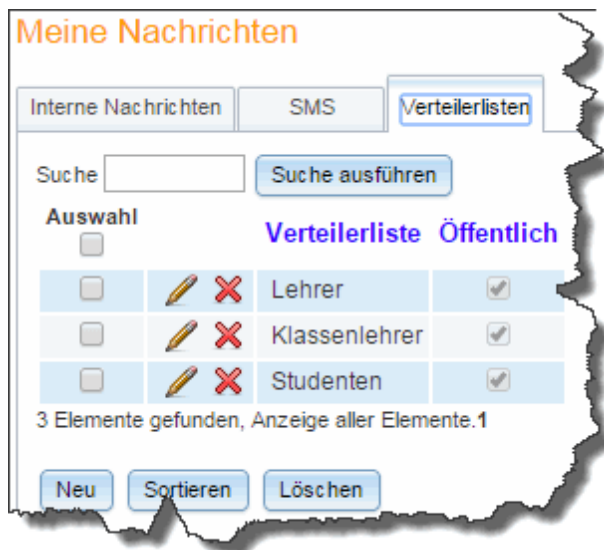 Meine Nachrichten
Interne Nachrichten SMS Verteilerlisten
Suche Suche ausführen
Auswahl
Verteilerliste Öffentlich
Lehrer
Klassenlehrer
Studenten
3 Elemente gefunden, Anzeige aller Elemente.1
Neu Sortieren Löschen